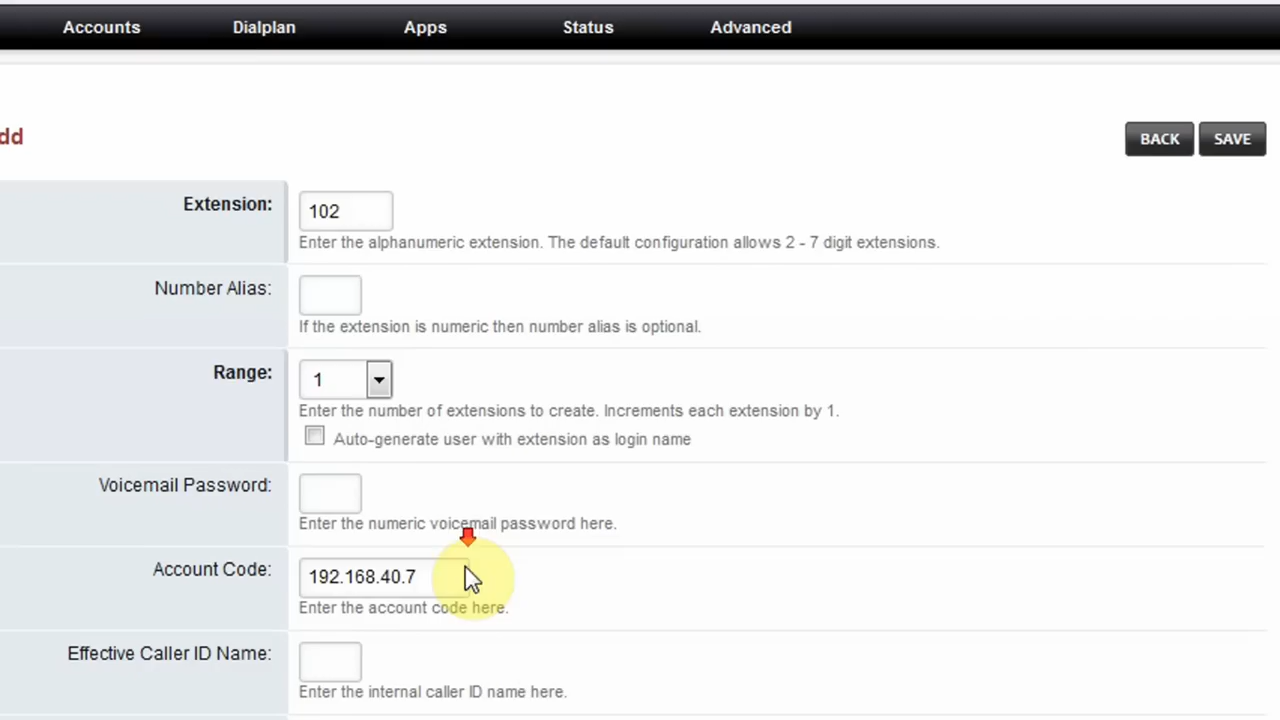 Accounts Dialplan Apps Status Advanced
dd
BACK SAVE
Extension: 102
Enter the alphanumeric extension. The default configuration allows 2 - 7 digit extensions.
Number Alias:
If the extension is numeric then number alias is optional.
Range: 1
Enter the number of extensions to create. Increments each extension by 1.
Auto-generate user with extension as login name
Voicemail Password:
Enter the numeric voicemail password here.
Account Code: 192.168.40.7
Enter the account code here.
Effective Caller ID Name:
Enter the internal caller ID name here.